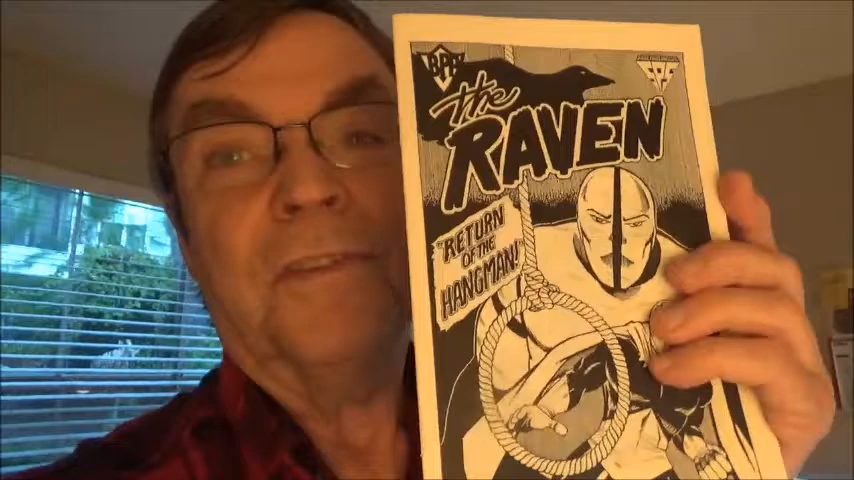 the
RAVEN
"RETURN
OF THE
HANGMAN!"